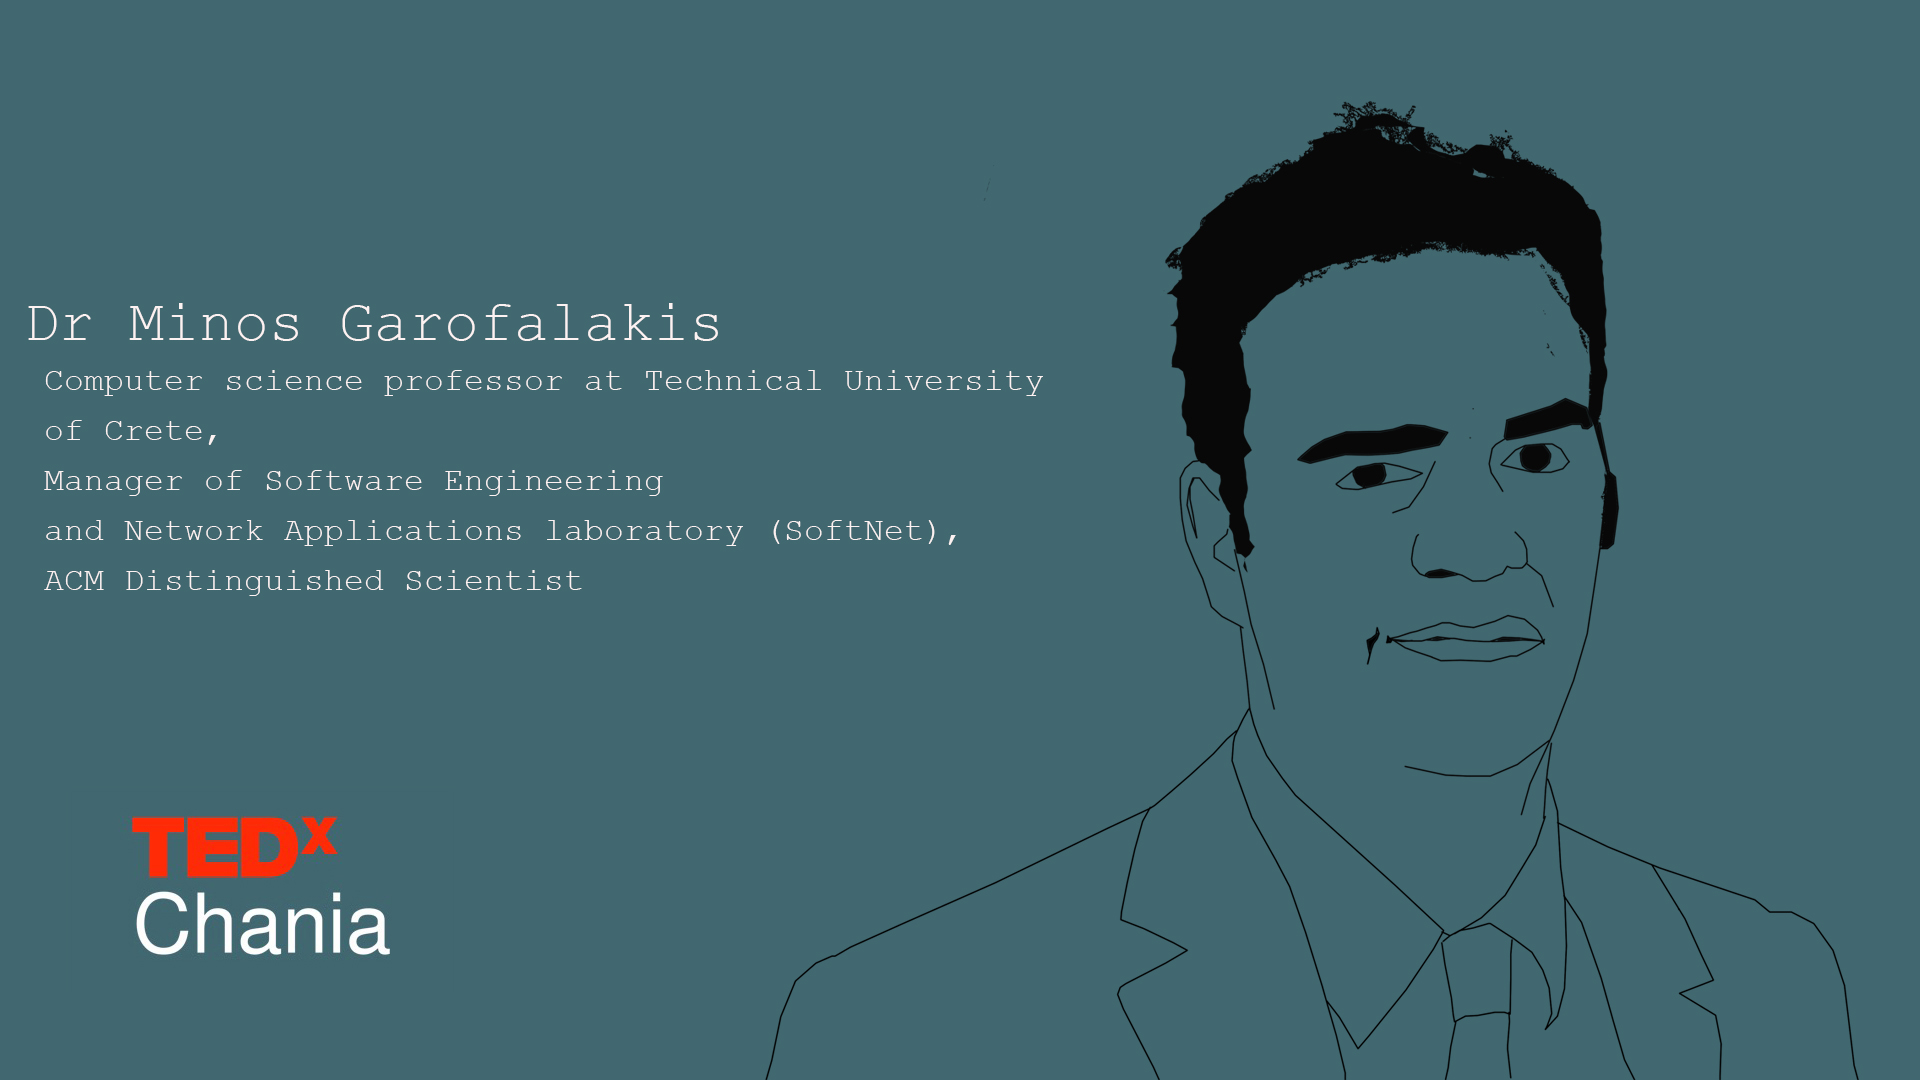 Dr Minos Garofalakis
Computer science professor at Technical University
of Crete,
Manager of Software Engineering
and Network Applications laboratory (SoftNet),
ACM Distinguished Scientist
TEDx
Chania